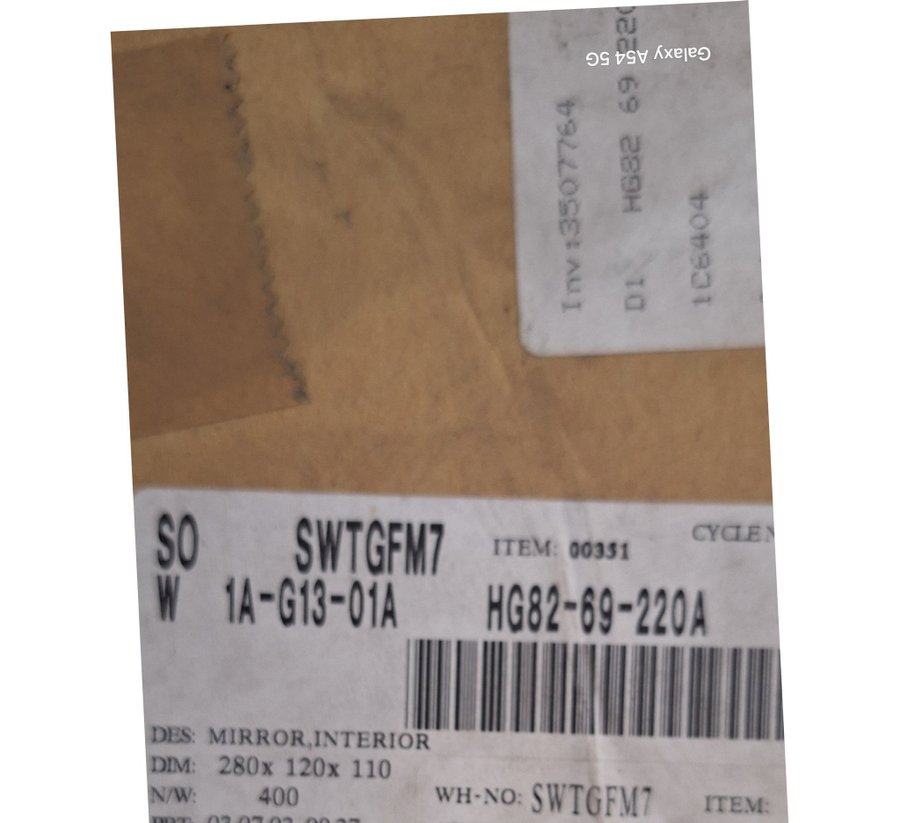 Galaxy A54 5G
Inv:3507764
D1 HG82 69 220
1C6404
SO SWTGFM7 ITEM: 00351 CYCLE
W 1A-G13-01A HG82-69-220A
DES: MIRROR,INTERIOR
DIM: 280x 120x 110
N/W: 400 WH-NO: SWTGFM7 ITEM: